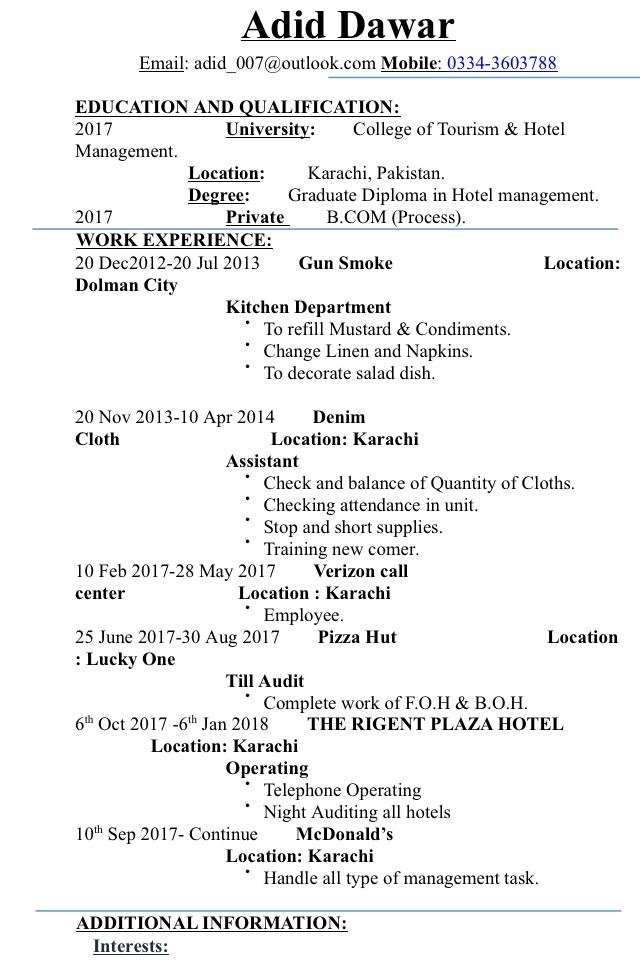 Adid Dawar
Email: adid_007@outlook.com Mobile: 0334-3603788
EDUCATION AND QUALIFICATION:
2017 University: College of Tourism & Hotel
Management.
Location: Karachi, Pakistan.
Degree: Graduate Diploma in Hotel management.
2017 Private B.COM (Process).
WORK EXPERIENCE:
20 Dec2012-20 Jul 2013 Gun Smoke Location:
Dolman City
Kitchen Department
• To refill Mustard & Condiments.
• Change Linen and Napkins.
• To decorate salad dish.
20 Nov 2013-10 Apr 2014 Denim
Cloth Location: Karachi
Assistant
• Check and balance of Quantity of Cloths.
• Checking attendance in unit.
• Stop and short supplies.
• Training new comer.
10 Feb 2017-28 May 2017 Verizon call
center Location : Karachi
• Employee.
25 June 2017-30 Aug 2017 Pizza Hut Location
: Lucky One
Till Audit
• Complete work of F.O.H & B.O.H.
6th Oct 2017 -6th Jan 2018 THE RIGENT PLAZA HOTEL
Location: Karachi
Operating
• Telephone Operating
• Night Auditing all hotels
10th Sep 2017- Continue McDonald’s
Location: Karachi
• Handle all type of management task.
ADDITIONAL INFORMATION:
Interests: